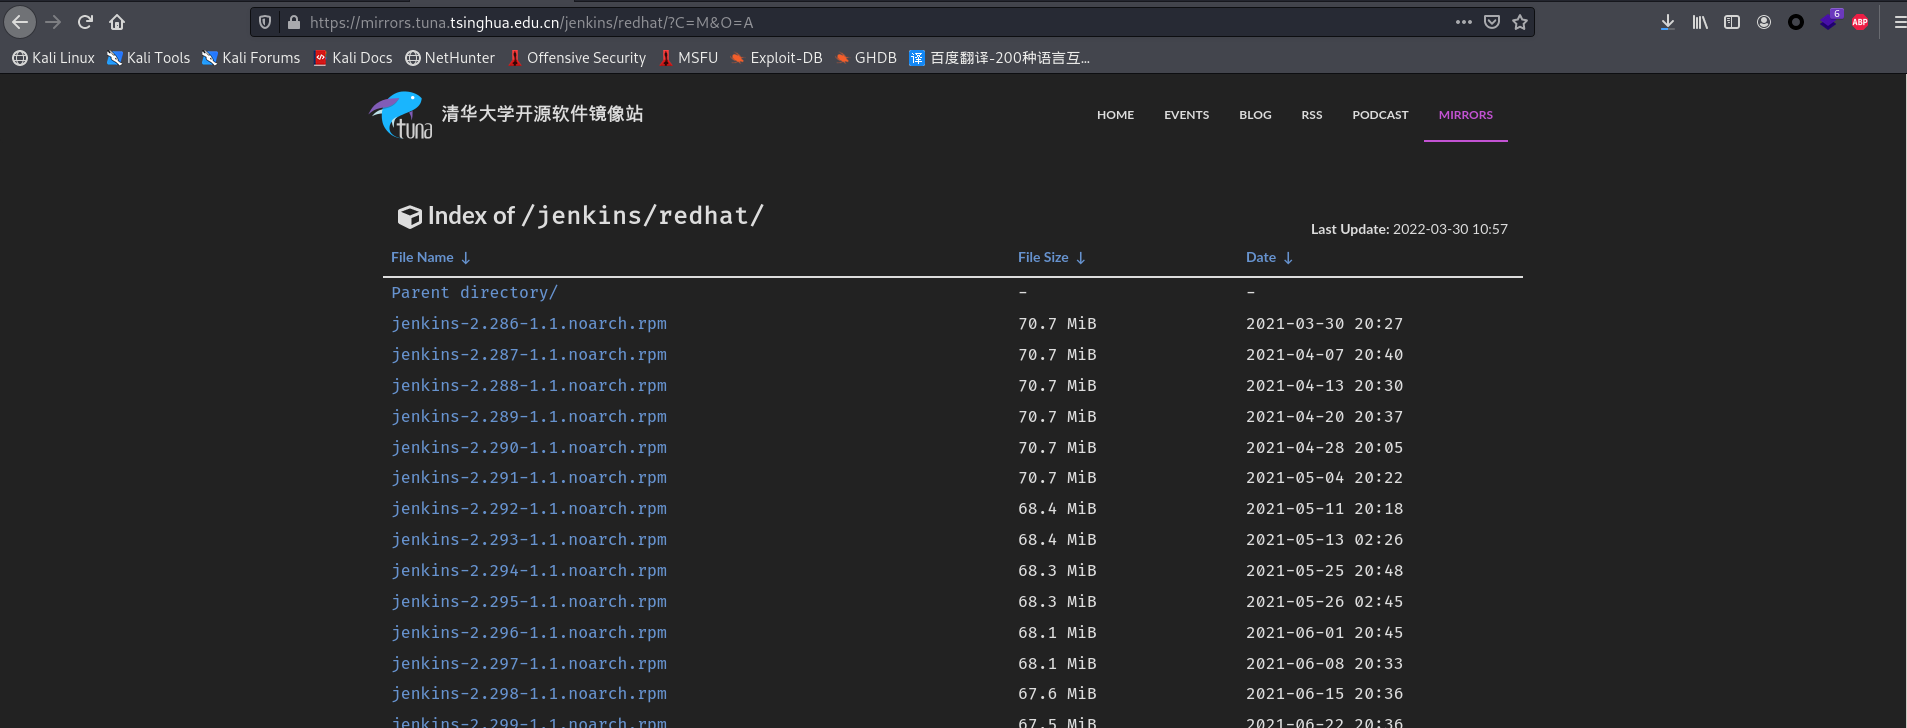 https://mirrors.tuna.tsinghua.edu.cn/jenkins/redhat/?C=M&O=A
6
ABP
Kali Linux Kali Tools Kali Forums Kali Docs NetHunter Offensive Security MSFU Exploit-DB GHDB 译 百度翻译-200种语言互...
tuna 清华大学开源软件镜像站 HOME EVENTS BLOG RSS PODCAST MIRRORS
Index of /jenkins/redhat/
Last Update: 2022-03-30 10:57
File Name ↓ File Size ↓ Date ↓
Parent directory/ - -
jenkins-2.286-1.1.noarch.rpm 70.7 MiB 2021-03-30 20:27
jenkins-2.287-1.1.noarch.rpm 70.7 MiB 2021-04-07 20:40
jenkins-2.288-1.1.noarch.rpm 70.7 MiB 2021-04-13 20:30
jenkins-2.289-1.1.noarch.rpm 70.7 MiB 2021-04-20 20:37
jenkins-2.290-1.1.noarch.rpm 70.7 MiB 2021-04-28 20:05
jenkins-2.291-1.1.noarch.rpm 70.7 MiB 2021-05-04 20:22
jenkins-2.292-1.1.noarch.rpm 68.4 MiB 2021-05-11 20:18
jenkins-2.293-1.1.noarch.rpm 68.4 MiB 2021-05-13 02:26
jenkins-2.294-1.1.noarch.rpm 68.3 MiB 2021-05-25 20:48
jenkins-2.295-1.1.noarch.rpm 68.3 MiB 2021-05-26 02:45
jenkins-2.296-1.1.noarch.rpm 68.1 MiB 2021-06-01 20:45
jenkins-2.297-1.1.noarch.rpm 68.1 MiB 2021-06-08 20:33
jenkins-2.298-1.1.noarch.rpm 67.6 MiB 2021-06-15 20:36
jenkins-2.299-1.1.noarch.rpm 67.5 MiB 2021-06-22 20:36